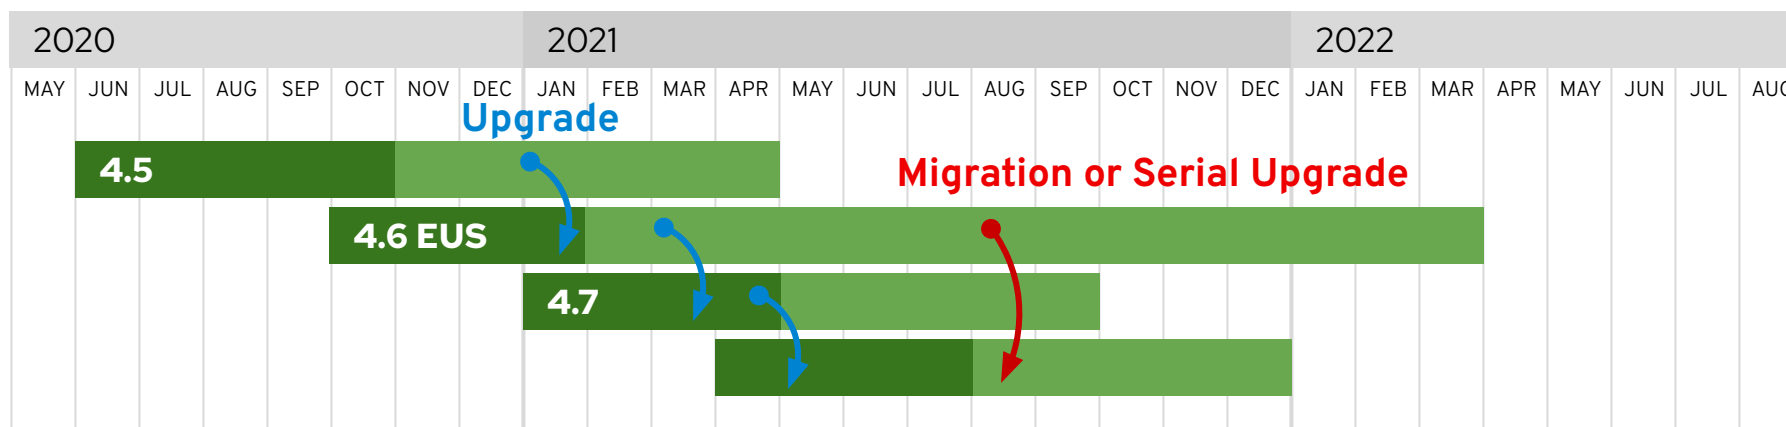 2020 2021 2022
MAY JUN JUL AUG SEP OCT NOV DEC JAN FEB MAR APR MAY JUN JUL AUG SEP OCT NOV DEC JAN FEB MAR APR MAY JUN JUL AUG
Upgrade
4.5
Migration or Serial Upgrade
4.6 EUS
4.7